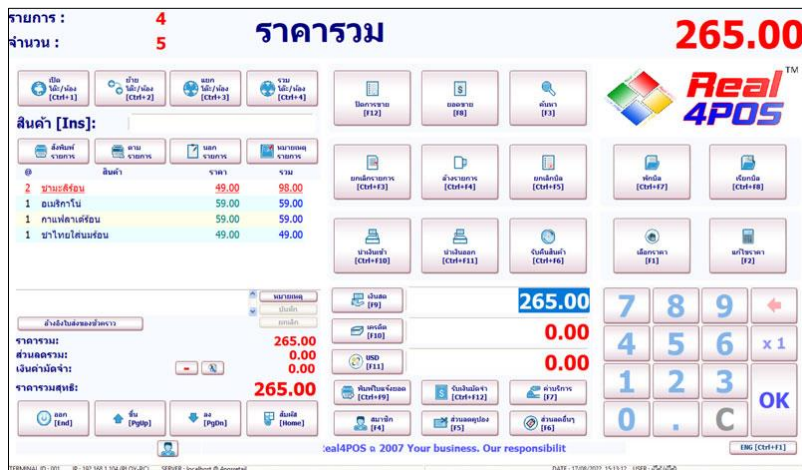 รายการ : 4
จำนวน : 5
ราคารวม
265.00
เปิด โต๊ะ/ห้อง [Ctrl+1]
ย้าย โต๊ะ/ห้อง [Ctrl+2]
แยก โต๊ะ/ห้อง [Ctrl+3]
รวม โต๊ะ/ห้อง [Ctrl+4]
ปิดการขาย [F12]
ยอดขาย [F8]
ค้นหา [F3]
Real 4POS TM
สินค้า [Ins]:
สั่งพิมพ์ รายการ
ตาม รายการ
บอก รายการ
หมายเหตุ รายการ
@ สินค้า ราคา รวม
2 ชามะลิร้อน 49.00 98.00
1 อเมริกาโน่ 59.00 59.00
1 กาแฟลาเต้ร้อน 59.00 59.00
1 ชาไทยใส่นมร้อน 49.00 49.00
ยกเลิกรายการ [Ctrl+F3]
ล้างรายการ [Ctrl+F4]
ยกเลิกบิล [Ctrl+F5]
พักบิล [Ctrl+F7]
เรียกบิล [Ctrl+F8]
นำเงินเข้า [Ctrl+F10]
นำเงินออก [Ctrl+F11]
รับคืนสินค้า [Ctrl+F6]
เลือกราคา [F1]
แก้ไขราคา [F2]
หมายเหตุ
บันทึก
ยกเลิก
อ้างอิงใบส่งของชั่วคราว
ราคารวม: 265.00
ส่วนลดรวม: 0.00
เงินค่ามัดจำ: - 0.00
ราคารวมสุทธิ: 265.00
เงินสด [F9] 265.00
เครดิต [F10] 0.00
USD [F11] 0.00
7 8 9
4 5 6 x 1
1 2 3 OK
0 . C
พิมพ์ใบแจ้งยอด [Ctrl+F9]
รับเงินมัดจำ [Ctrl+F12]
ค่าบริการ [F7]
ออก [End]
ขึ้น [PgUp]
ลง [PgDn]
สัมผัส [Home]
สมาชิก [F4]
ส่วนลดคูปอง [F5]
ส่วนลดอื่นๆ [F6]
eal4POS ฉ 2007 Your business. Our responsibilit
ENG [Ctrl+F1]
TERMINAL ID : 001
SERVER : localhost @
DATE : 17/08/2022 15:13:12 USER :